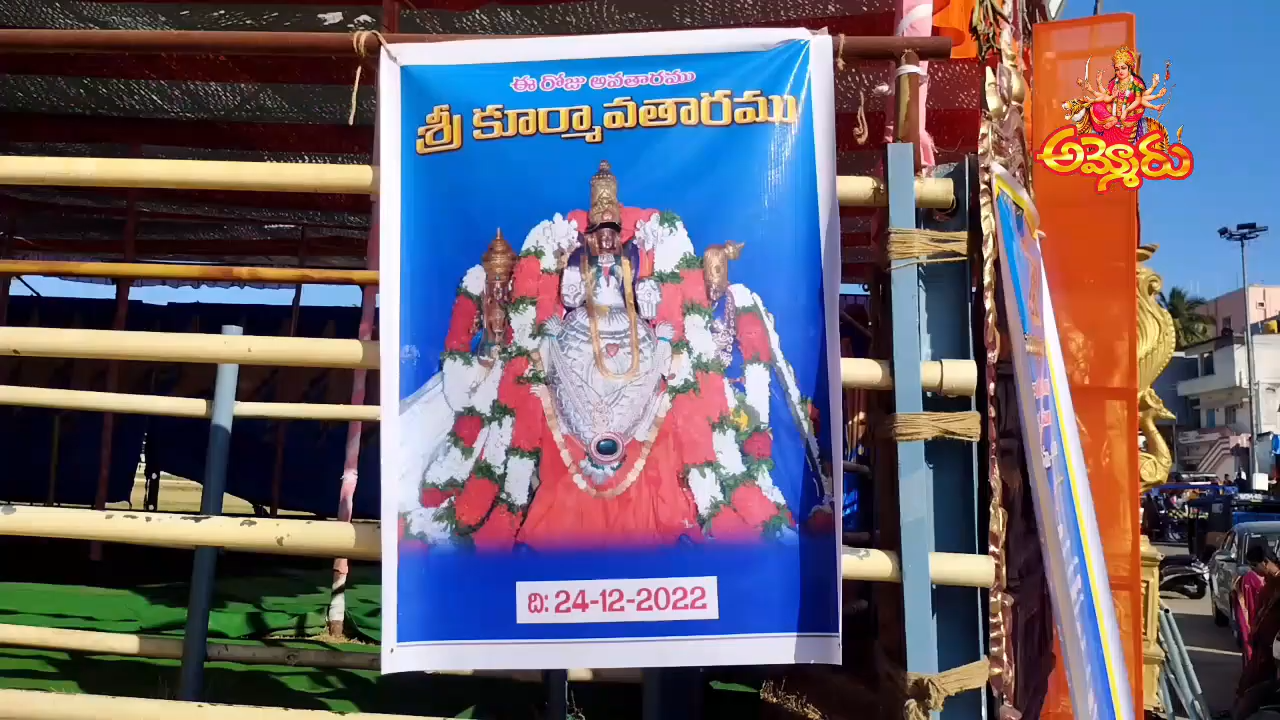 ఈ రోజు అవతారము
శ్రీ కూర్మావతారము
ది: 24-12-2022
అమ్మోరు